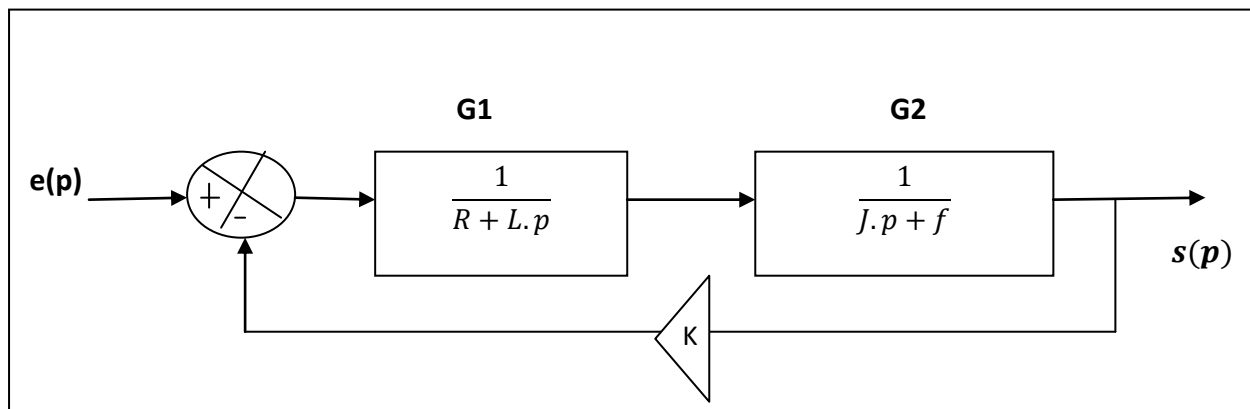 G1 G2
e(p) + - 1/(R + L.p) 1/(J.p + f)
s(p)
K